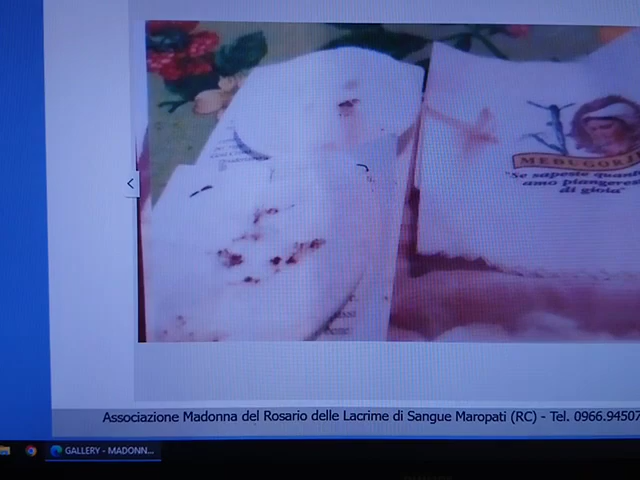 MEDUGORJE
"Se sapeste quanto
amo piangereste
di gioia"
Associazione Madonna del Rosario delle Lacrime di Sangue Maropati (RC) - Tel. 0966.94507
GALLERY - MADONN...